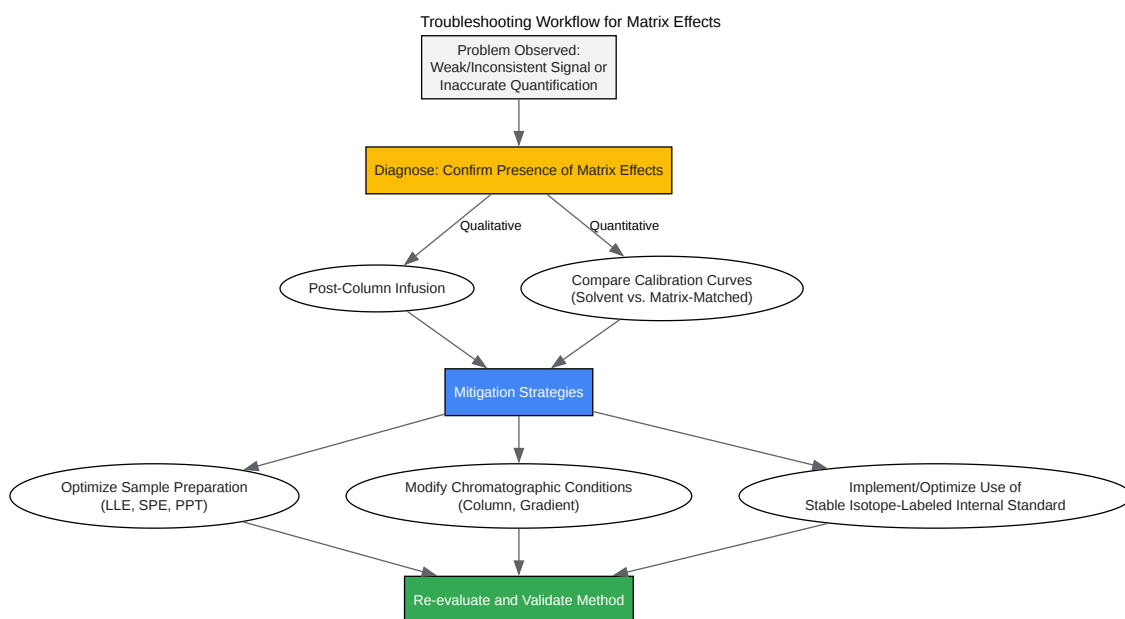 Troubleshooting Workflow for Matrix Effects
Problem Observed:
Weak/Inconsistent Signal or
Inaccurate Quantification
Diagnose: Confirm Presence of Matrix Effects
Qualitative
Quantitative
Post-Column Infusion
Compare Calibration Curves
(Solvent vs. Matrix-Matched)
Mitigation Strategies
Optimize Sample Preparation
(LLE, SPE, PPT)
Modify Chromatographic Conditions
(Column, Gradient)
Implement/Optimize Use of
Stable Isotope-Labeled Internal Standard
Re-evaluate and Validate Method